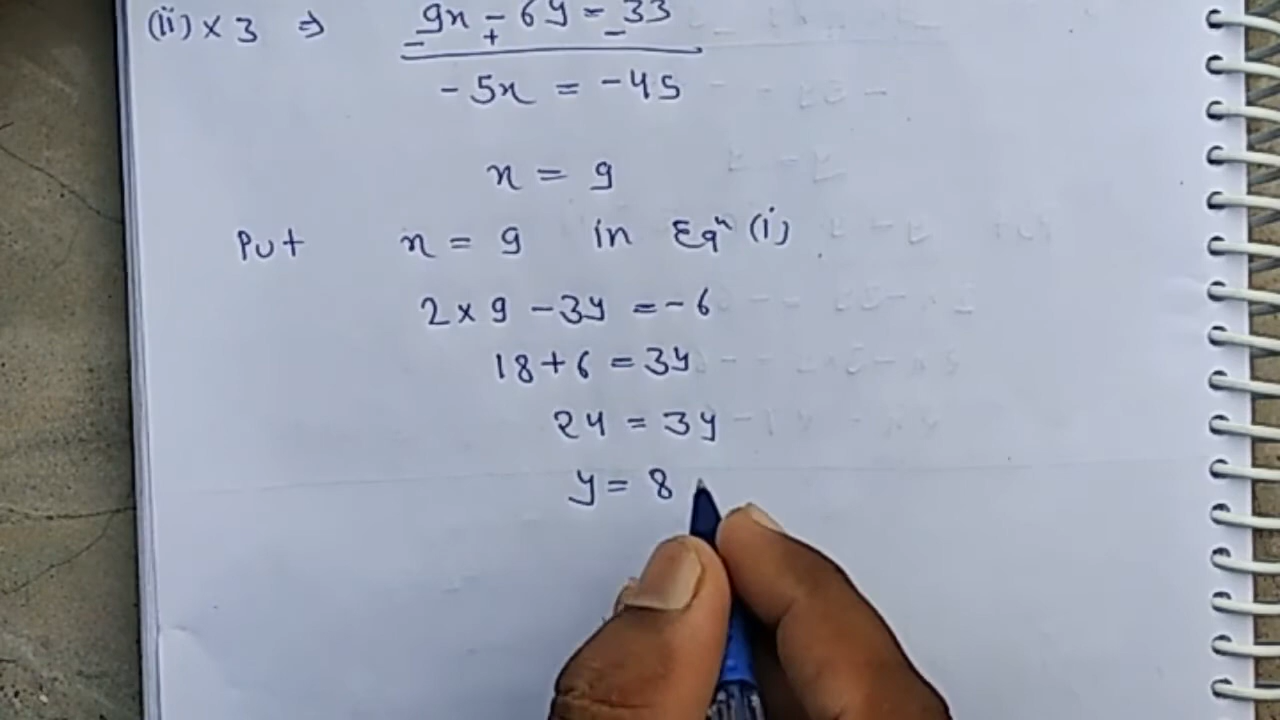 (ii) × 3 ⇒ 9x - 6y = 33
- + -
-5x = -45
x = 9
Put x = 9 in Eqⁿ (i)
2 × 9 - 3y = -6
18 + 6 = 3y
24 = 3y
y = 8